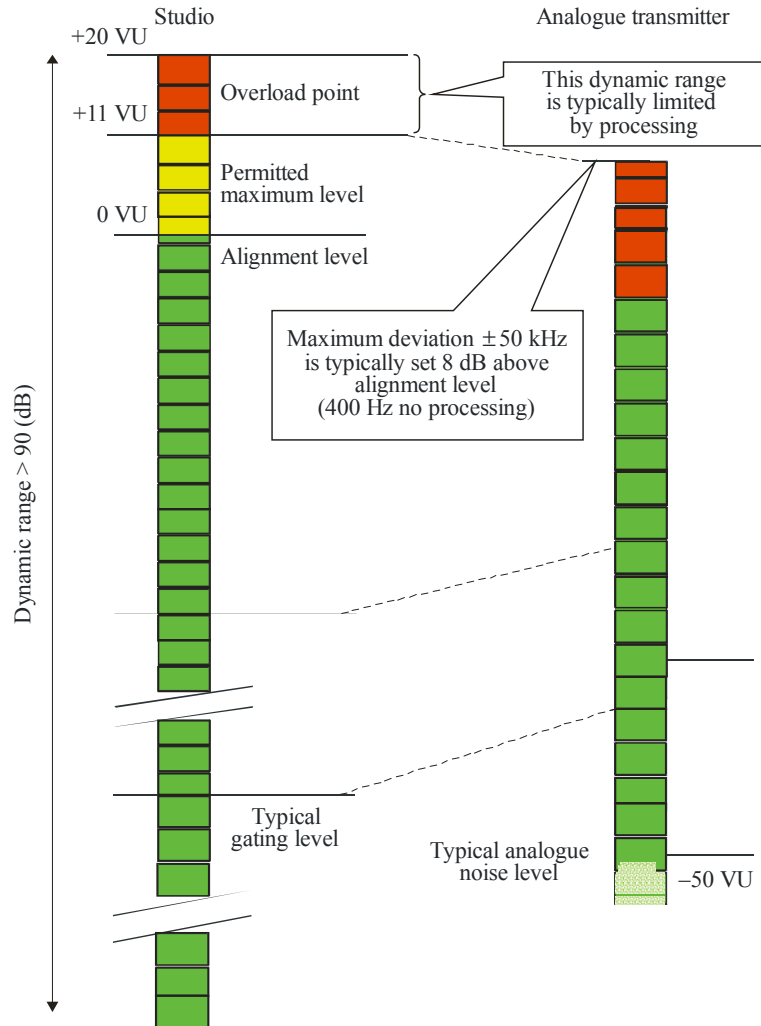 Studio
Analogue transmitter
+20 VU
Overload point
This dynamic range
is typically limited
by processing
+11 VU
Permitted
maximum level
0 VU
Alignment level
Maximum deviation ±50 kHz
is typically set 8 dB above
alignment level
(400 Hz no processing)
Dynamic range > 90 (dB)
Typical
gating level
Typical analogue
noise level
–50 VU